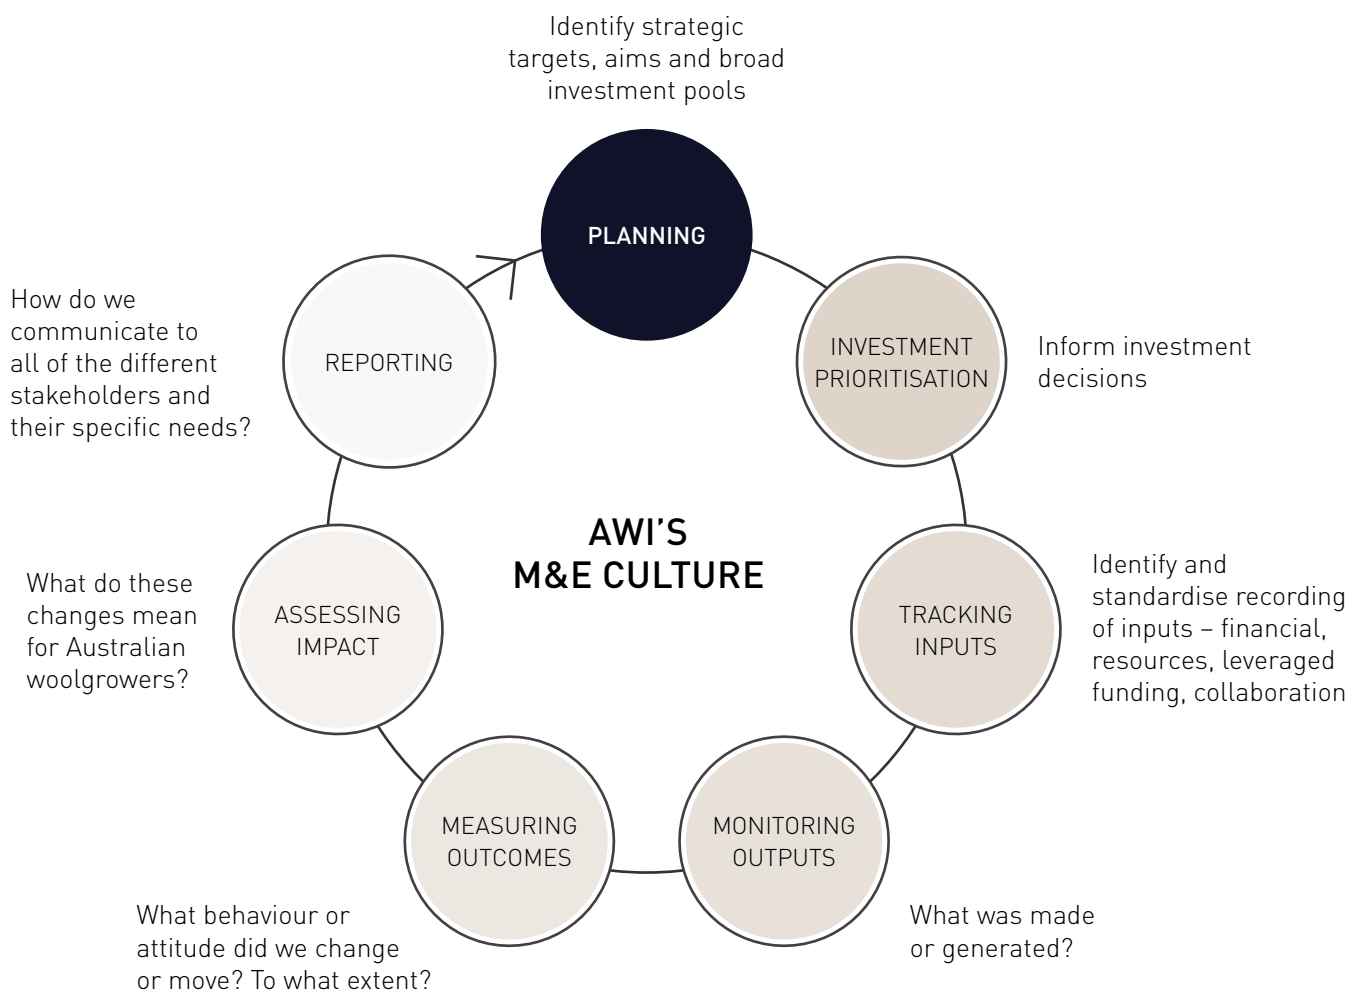 Identify strategic
targets, aims and broad
investment pools
PLANNING
INVESTMENT
PRIORITISATION
Inform investment
decisions
TRACKING
INPUTS
Identify and
standardise recording
of inputs – financial,
resources, leveraged
funding, collaboration
MONITORING
OUTPUTS
What was made
or generated?
MEASURING
OUTCOMES
What behaviour or
attitude did we change
or move? To what extent?
ASSESSING
IMPACT
What do these
changes mean
for Australian
woolgrowers?
REPORTING
How do we
communicate to
all of the different
stakeholders and
their specific needs?
AWI’S
M&E CULTURE